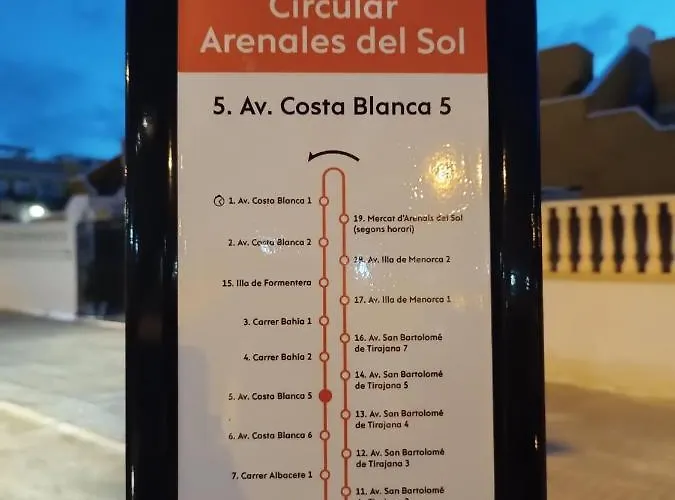 Circular
Arenales del Sol
5. Av. Costa Blanca 5
1. Av. Costa Blanca 1
2. Av. Costa Blanca 2
15. Illa de Formentera
3. Carrer Bahía 1
4. Carrer Bahía 2
5. Av. Costa Blanca 5
6. Av. Costa Blanca 6
7. Carrer Albacete 1
19. Mercat d'Arenals del Sol
(segons horari)
Av. Illa de Menorca 2
17. Av. Illa de Menorca 1
16. Av. San Bartolomé
de Tirajana 7
14. Av. San Bartolomé
de Tirajana 5
13. Av. San Bartolomé
de Tirajana 4
12. Av. San Bartolomé
de Tirajana 3
11. Av. San Bartolomé